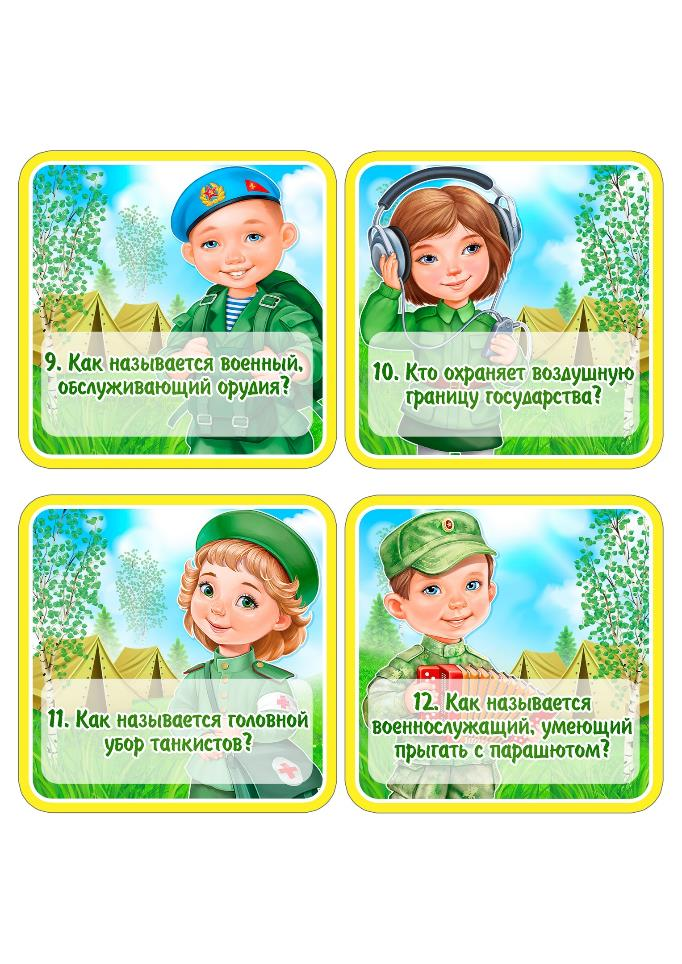 9. Как называется военный,
обслуживающий орудия?
10. Кто охраняет воздушную
границу государства?
11. Как называется головной
убор танкистов?
12. Как называется
военнослужащий, умеющий
прыгать с парашютом?